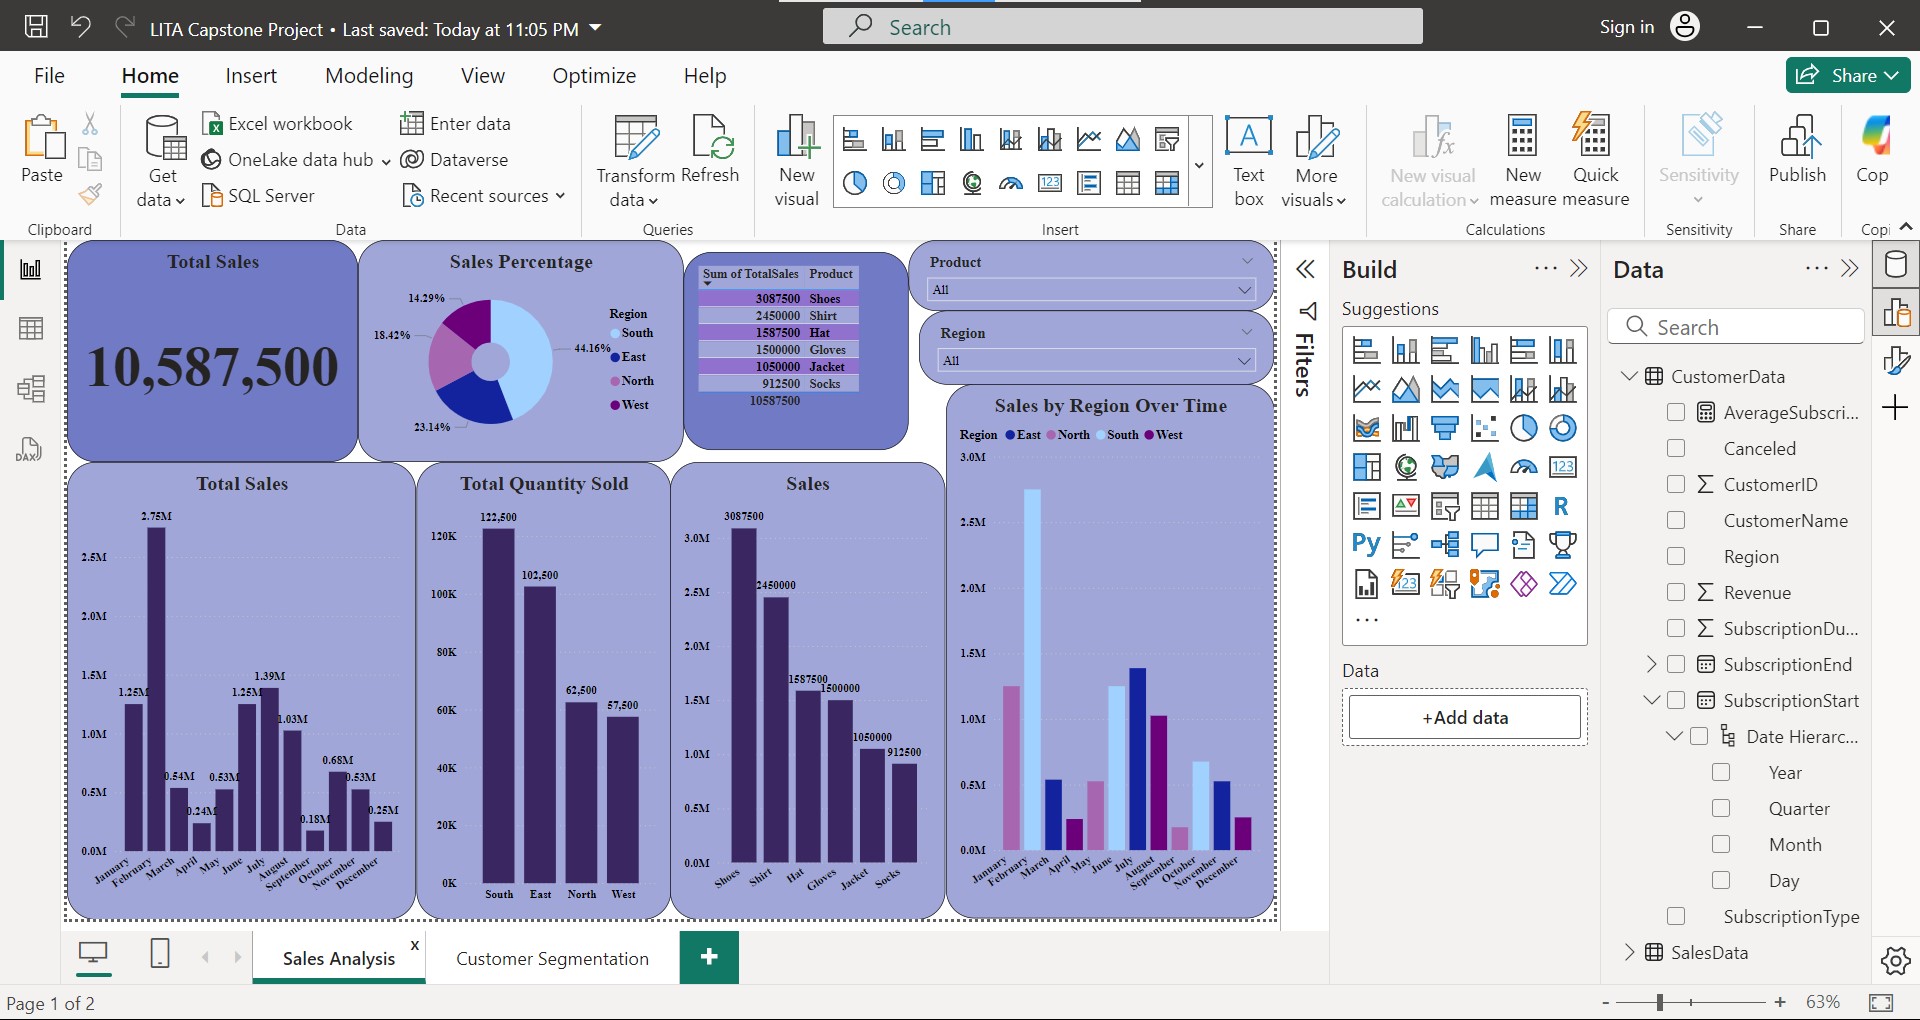 LITA Capstone Project • Last saved: Today at 11:05 PM
Search
Sign in
File
Home
Insert
Modeling
View
Optimize
Help
Share
Paste
Clipboard
Get data
Excel workbook
OneLake data hub
SQL Server
Enter data
Dataverse
Recent sources
Data
Transform data
Refresh
Queries
New visual
Text box
More visuals
Insert
New visual calculation
New measure
Quick measure
Calculations
Sensitivity
Sensitivity
Publish
Share
Cop
Copi
Total Sales
10,587,500
Sales Percentage
14.29%
18.42%
44.16%
23.14%
Region
South
East
North
West
Sum of TotalSales Product
3087500 Shoes
2450000 Shirt
1587500 Hat
1500000 Gloves
1050000 Jacket
912500 Socks
10587500
Product
All
Region
All
Total Sales
2.5M
2.0M
1.5M
1.0M
0.5M
0.0M
1.25M
2.75M
0.54M
0.24M
0.53M
1.25M
1.39M
1.03M
0.18M
0.68M
0.53M
0.25M
January
February
March
April
May
June
July
August
September
October
November
December
Total Quantity Sold
120K
100K
80K
60K
40K
20K
0K
122,500
102,500
62,500
57,500
South
East
North
West
Sales
3.0M
2.5M
2.0M
1.5M
1.0M
0.5M
0.0M
3087500
2450000
1587500
1500000
1050000
912500
Shoes
Shirt
Hat
Gloves
Jacket
Socks
Sales by Region Over Time
Region East North South West
3.0M
2.5M
2.0M
1.5M
1.0M
0.5M
0.0M
January
February
March
April
May
June
July
August
September
October
November
December
Filters
Build
Suggestions
123
R
Py
123
...
Data
+Add data
Data
Search
CustomerData
AverageSubscri...
Canceled
CustomerID
CustomerName
Region
Revenue
SubscriptionDu...
SubscriptionEnd
SubscriptionStart
Date Hierarc...
Year
Quarter
Month
Day
SubscriptionType
SalesData
DAX
Sales Analysis
x
Customer Segmentation
+
Page 1 of 2
- + 63%